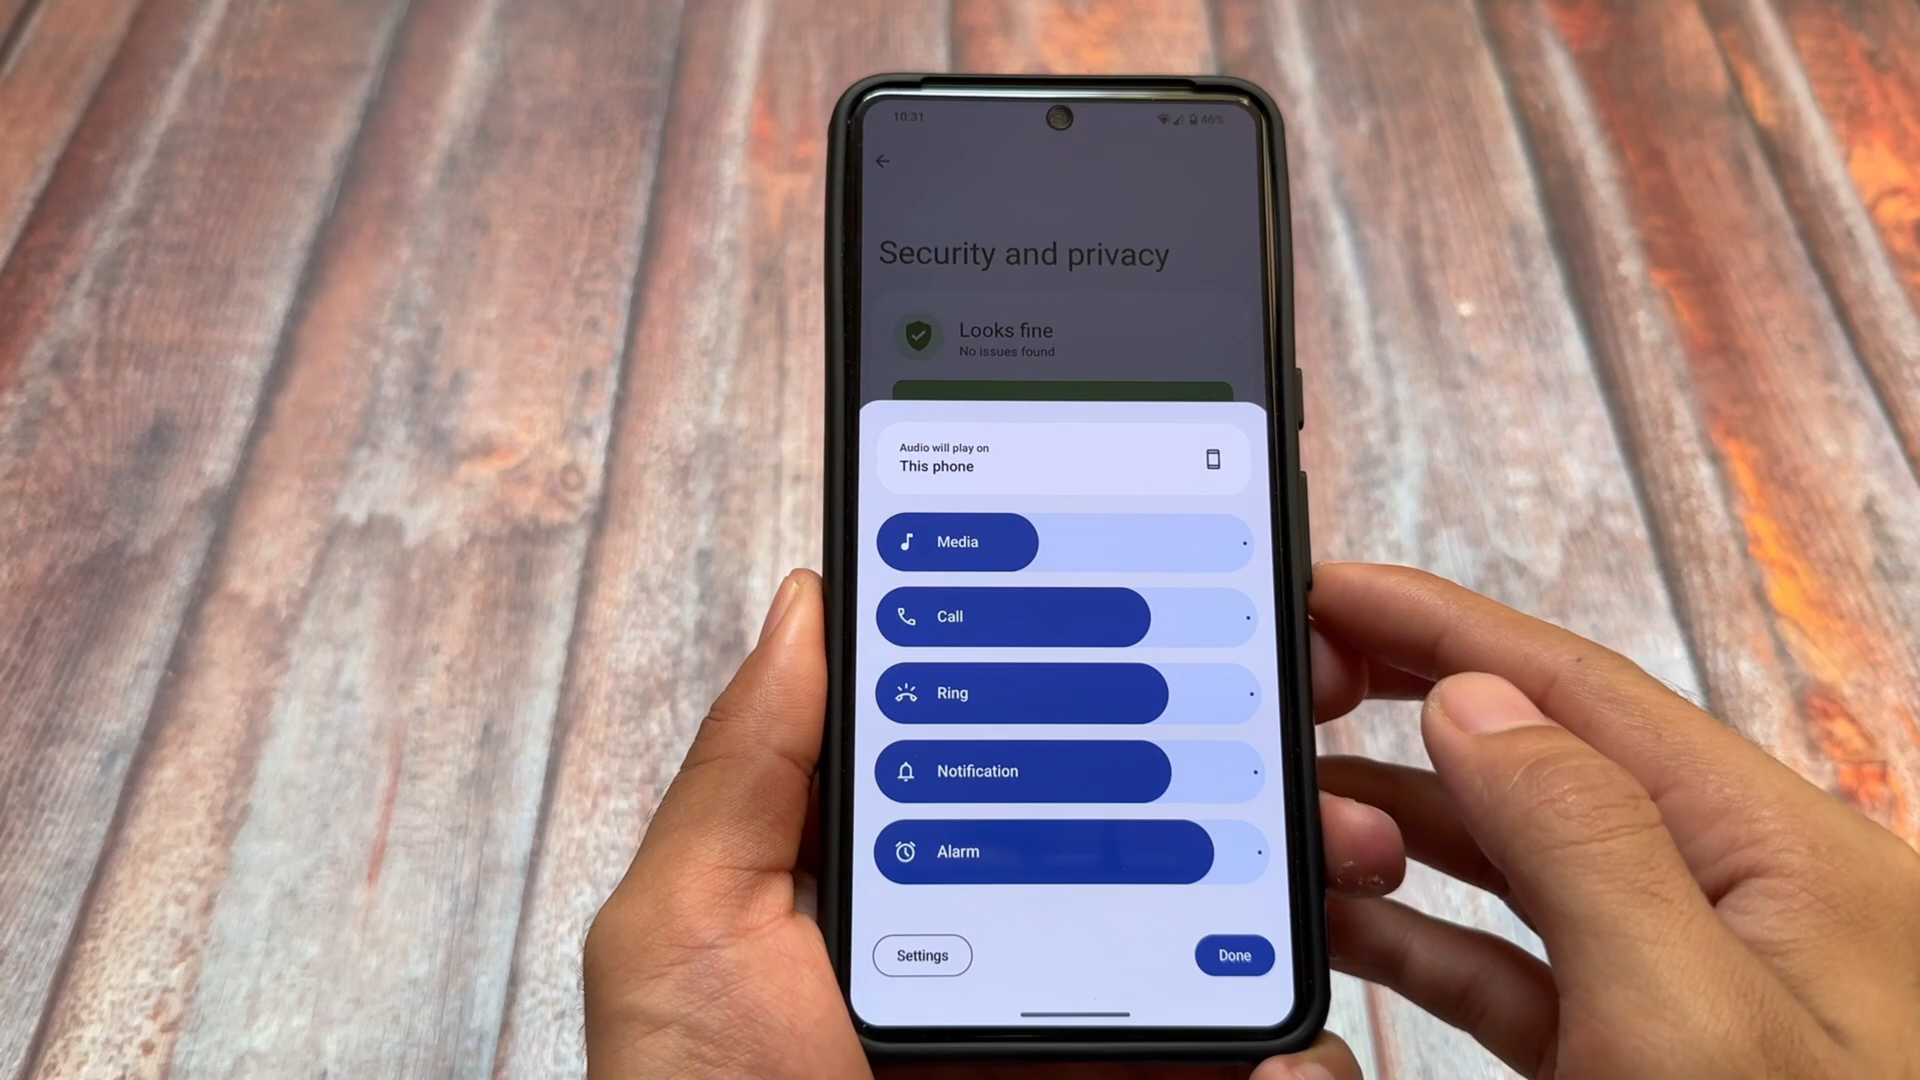 10.31
46%
Security and privacy
Looks fine
No issues found
Audio will play on
This phone
Media
Call
Ring
Notification
Alarm
Settings
Done